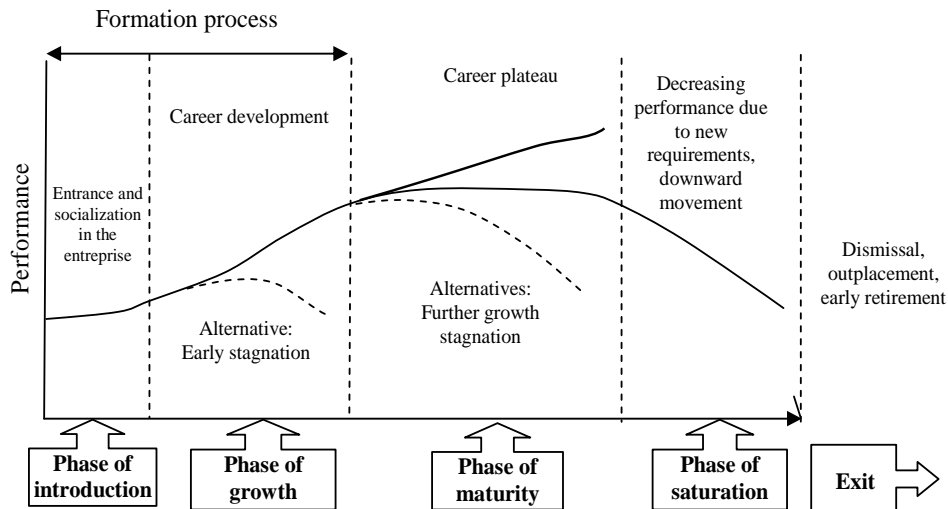 Formation process
Performance
Entrance and
socialization
in the
entreprise
Career development
Alternative:
Early stagnation
Career plateau
Alternatives:
Further growth
stagnation
Decreasing
performance due
to new
requirements,
downward
movement
Dismissal,
outplacement,
early retirement
Phase of
introduction
Phase of
growth
Phase of
maturity
Phase of
saturation
Exit